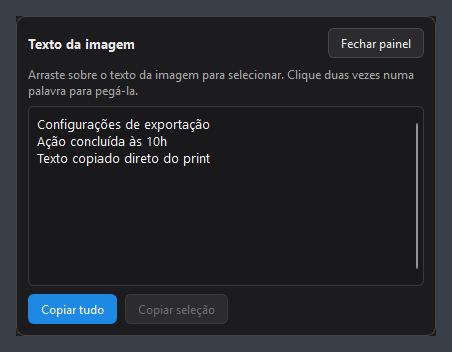 Texto da imagem
Fechar painel
Arraste sobre o texto da imagem para selecionar. Clique duas vezes numa
palavra para pegá-la.
Configurações de exportação
Ação concluída às 10h
Texto copiado direto do print
Copiar tudo
Copiar seleção